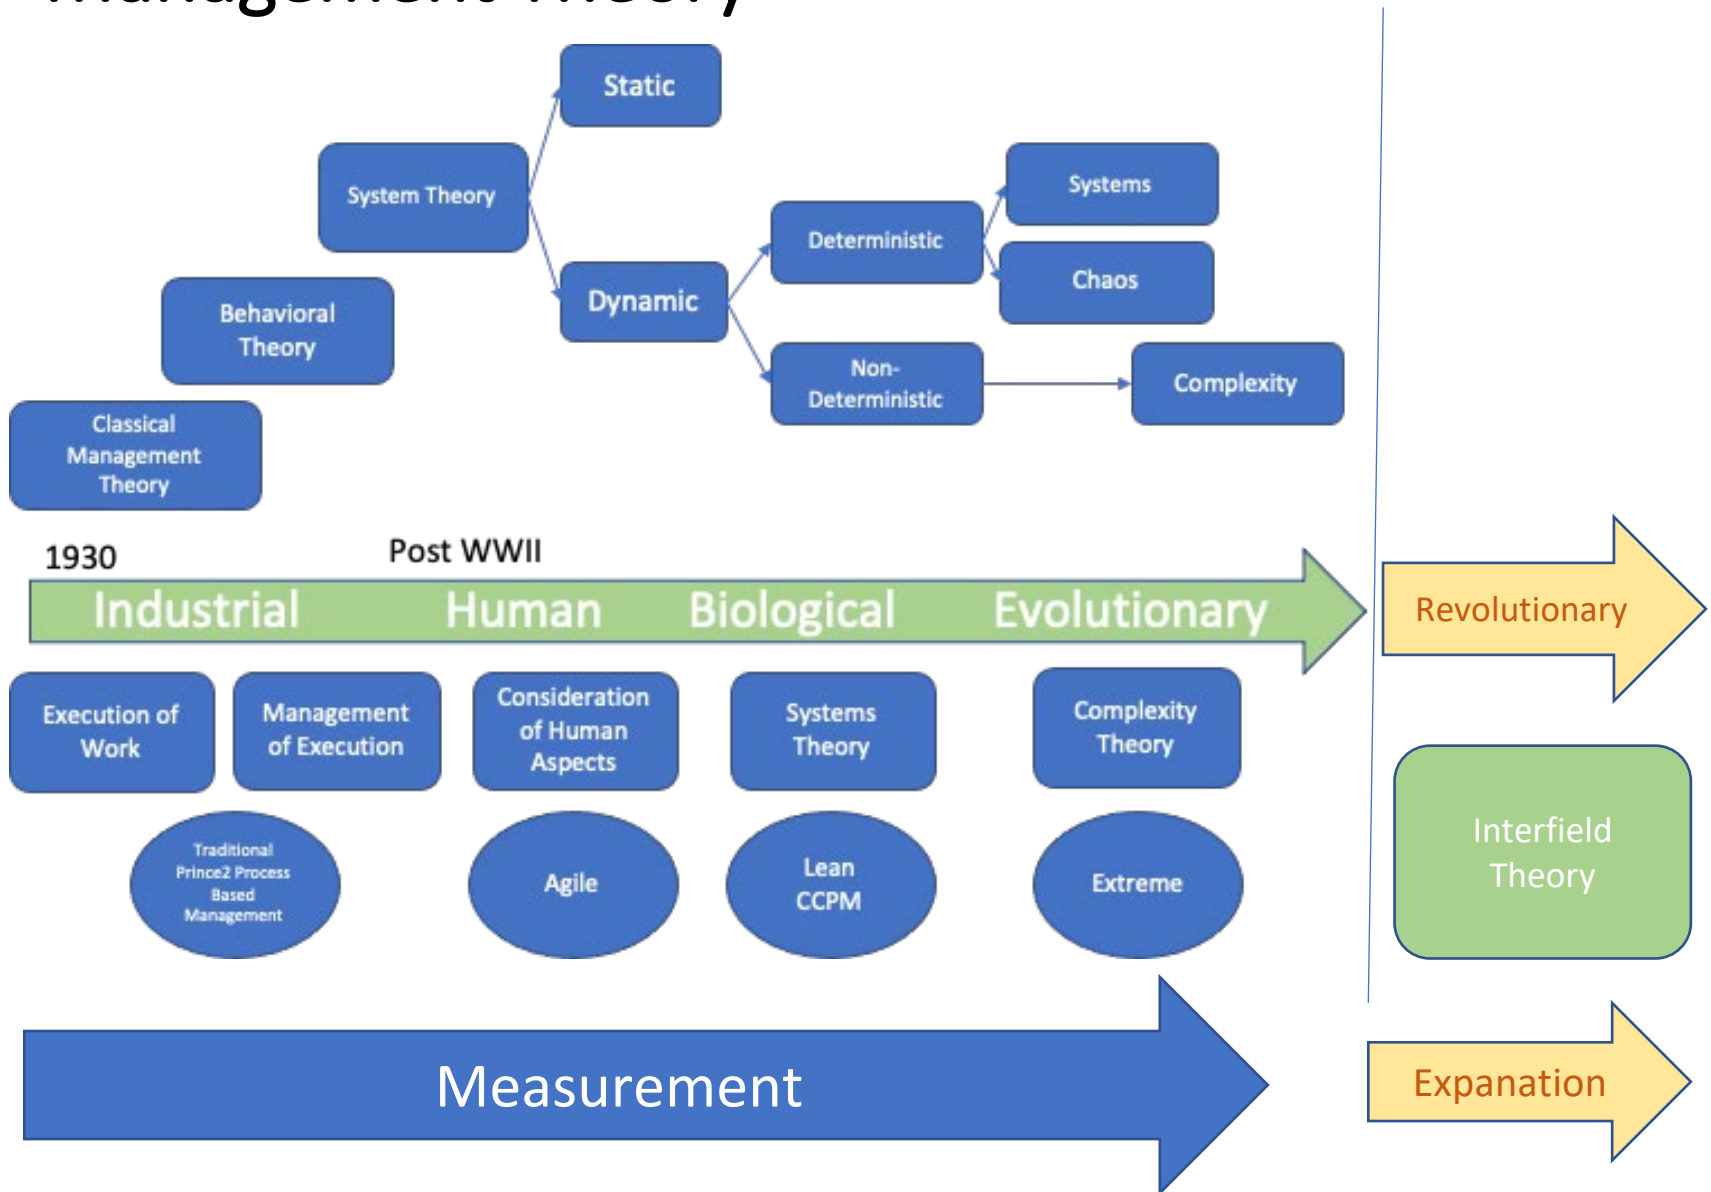 Management Theory
Static
System Theory
Systems
Deterministic
Chaos
Behavioral
Theory
Dynamic
Non-
Deterministic
Complexity
Classical
Management
Theory
1930
Post WWII
Industrial
Human
Biological
Evolutionary
Revolutionary
Execution of
Work
Management
of Execution
Consideration
of Human
Aspects
Systems
Theory
Complexity
Theory
Interfield
Theory
Traditional
Prince2 Process
Based
Management
Agile
Lean
CCPM
Extreme
Measurement
Expanation